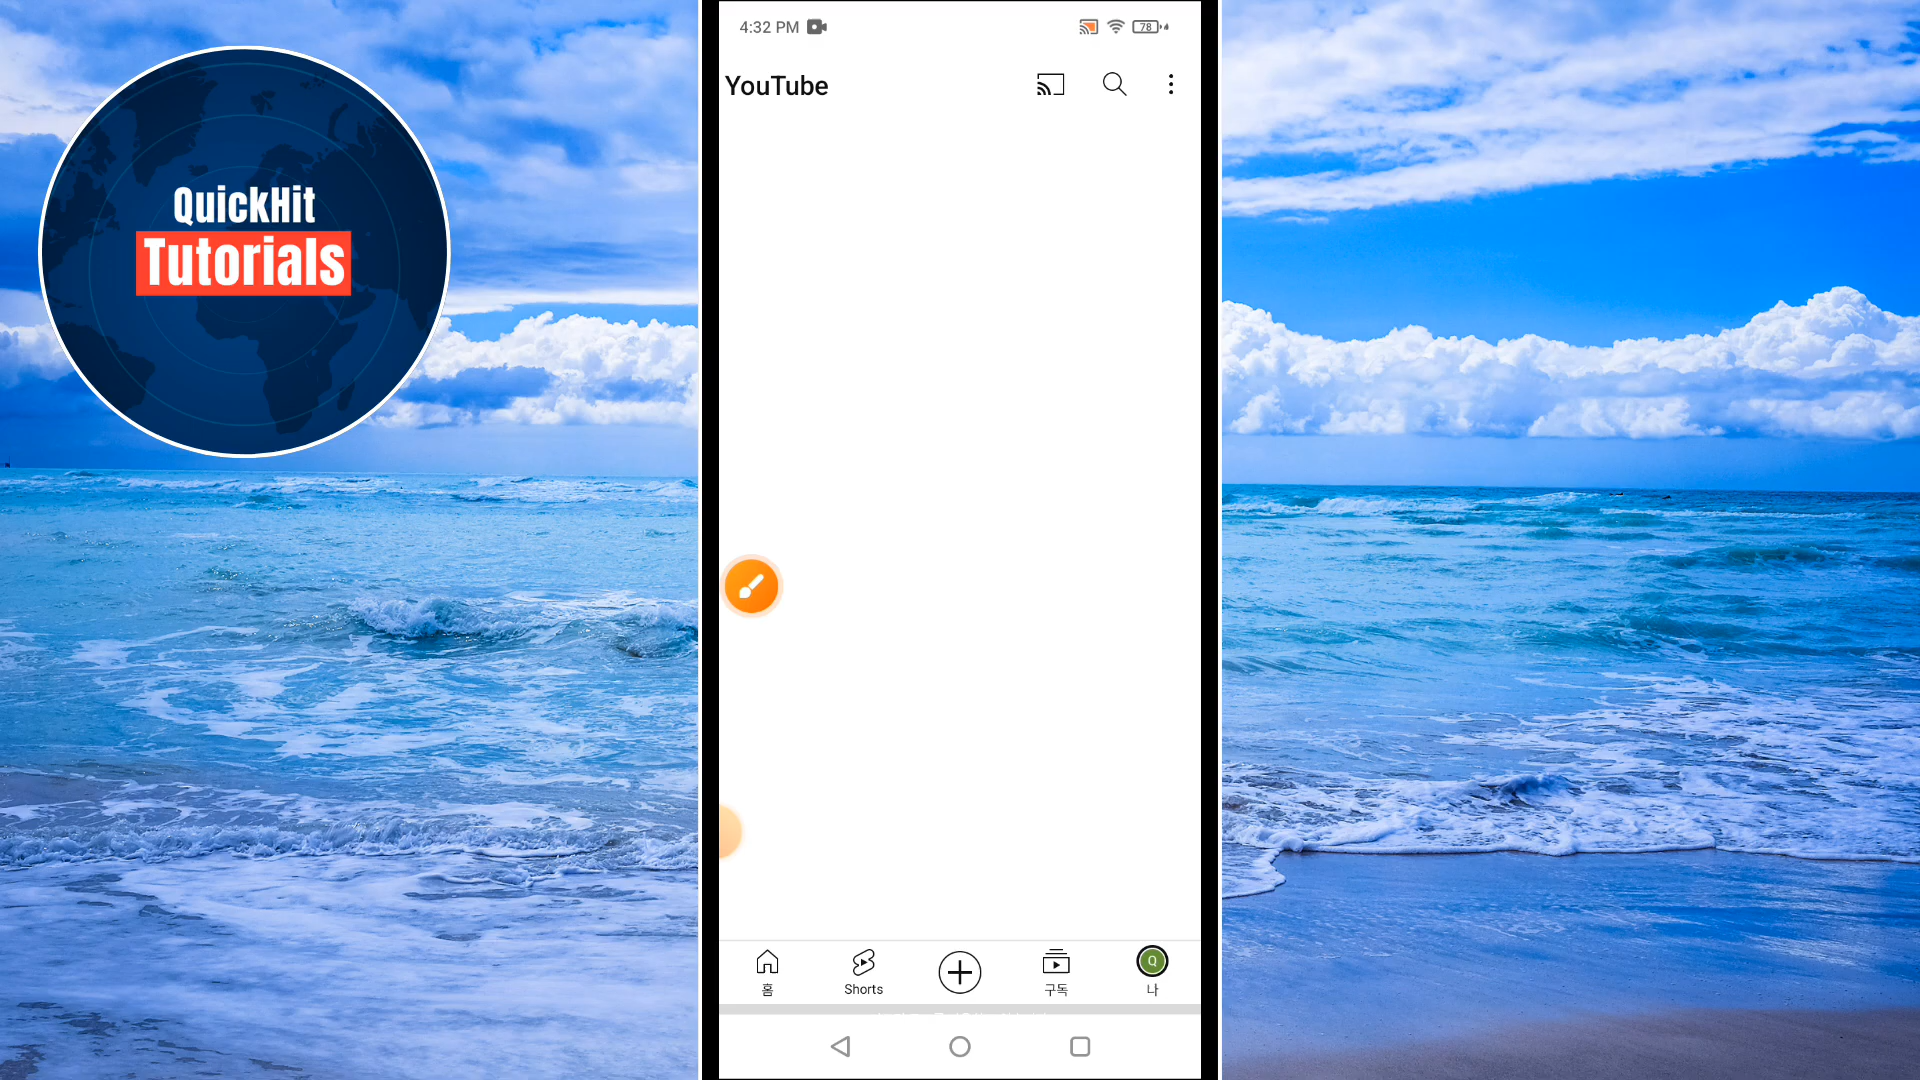 QuickHit
Tutorials
4:32 PM
78
YouTube
홈
Shorts
구독
Q
나